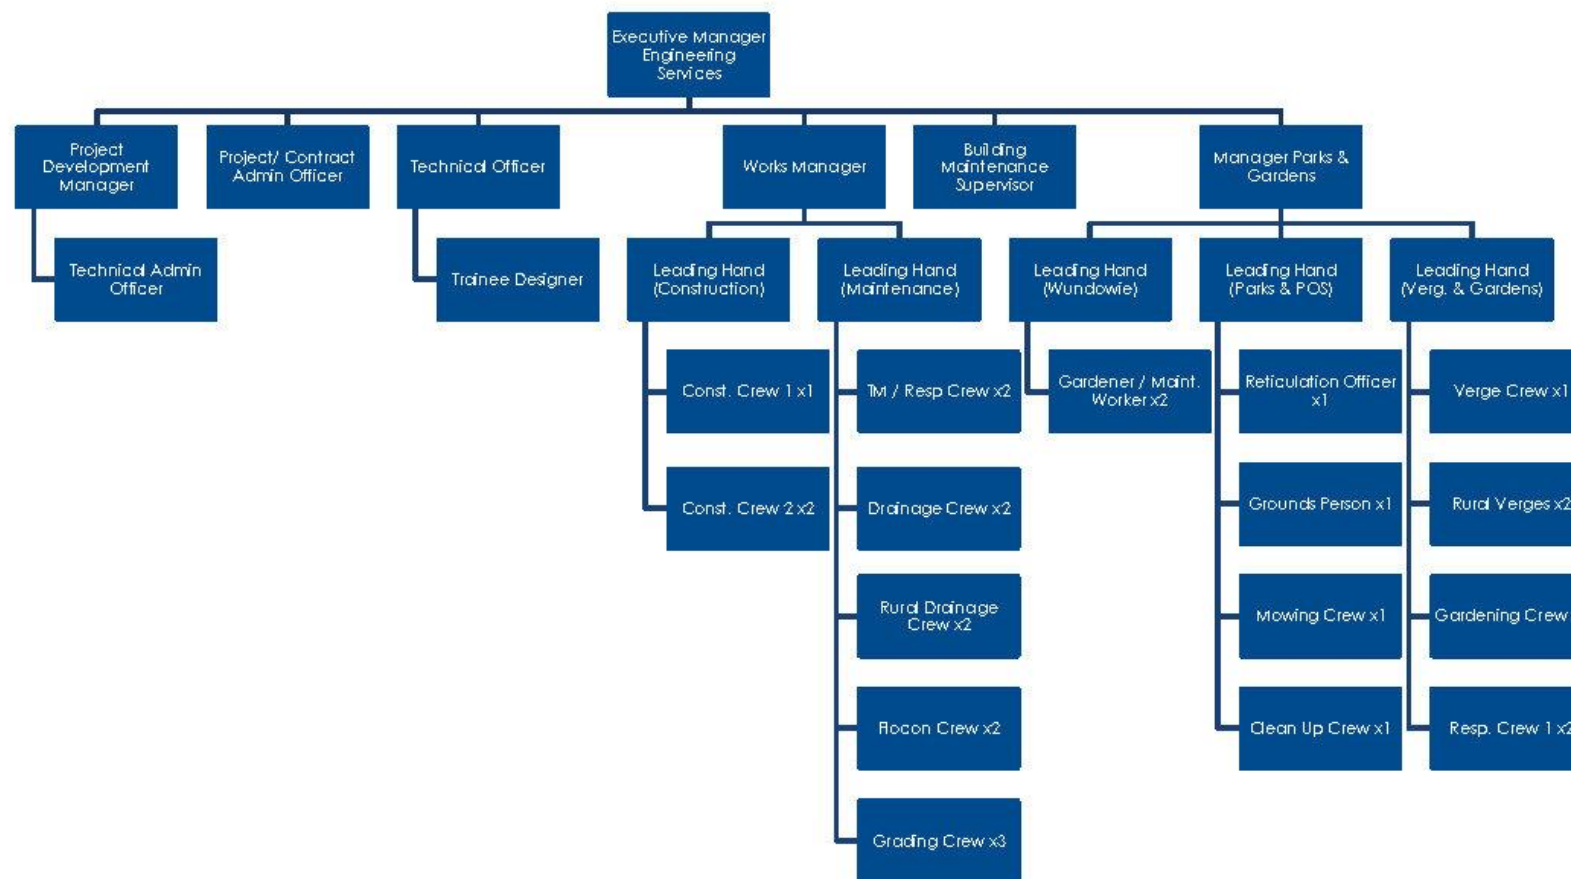 Executive Manager
Engineering
Services
Project
Development
Manager
Project/ Contract
Admin Officer
Technical Officer
Works Manager
Building
Maintenance
Supervisor
Manager Parks &
Gardens
Technical Admin
Officer
Trainee Designer
Leading Hand
(Construction)
Leading Hand
(Maintenance)
Leading Hand
(Wundowie)
Leading Hand
(Parks & POS)
Leading Hand
(Verg. & Gardens)
Const. Crew 1 x1
TM / Resp Crew x2
Gardener / Maint.
Worker x2
Reticulation Officer
x1
Verge Crew x1
Const. Crew 2 x2
Drainage Crew x2
Grounds Person x1
Rural Verges x2
Rural Drainage
Crew x2
Mowing Crew x1
Gardening Crew
Flocon Crew x2
Clean Up Crew x1
Resp. Crew 1 x2
Grading Crew x3